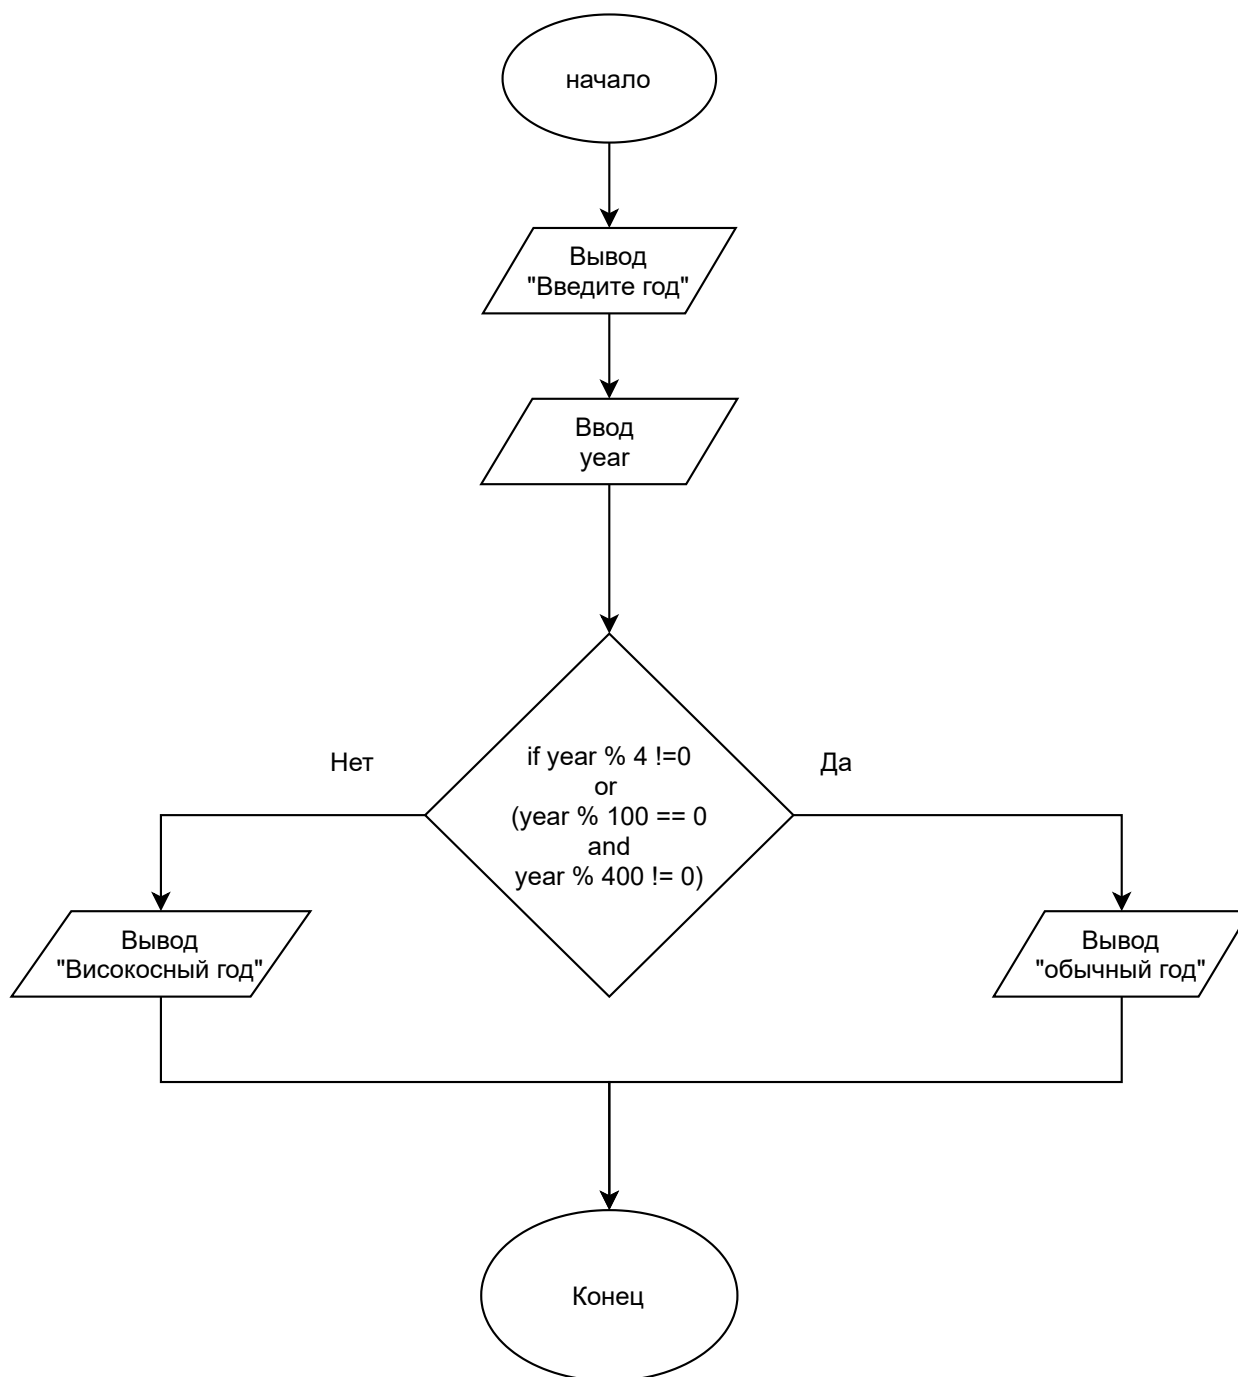 начало
Вывод
"Введите год"
Ввод
year
Нет
if year % 4 !=0
or
(year % 100 == 0
and
year % 400 != 0)
Да
Вывод
"Високосный год"
Вывод
"обычный год"
Конец